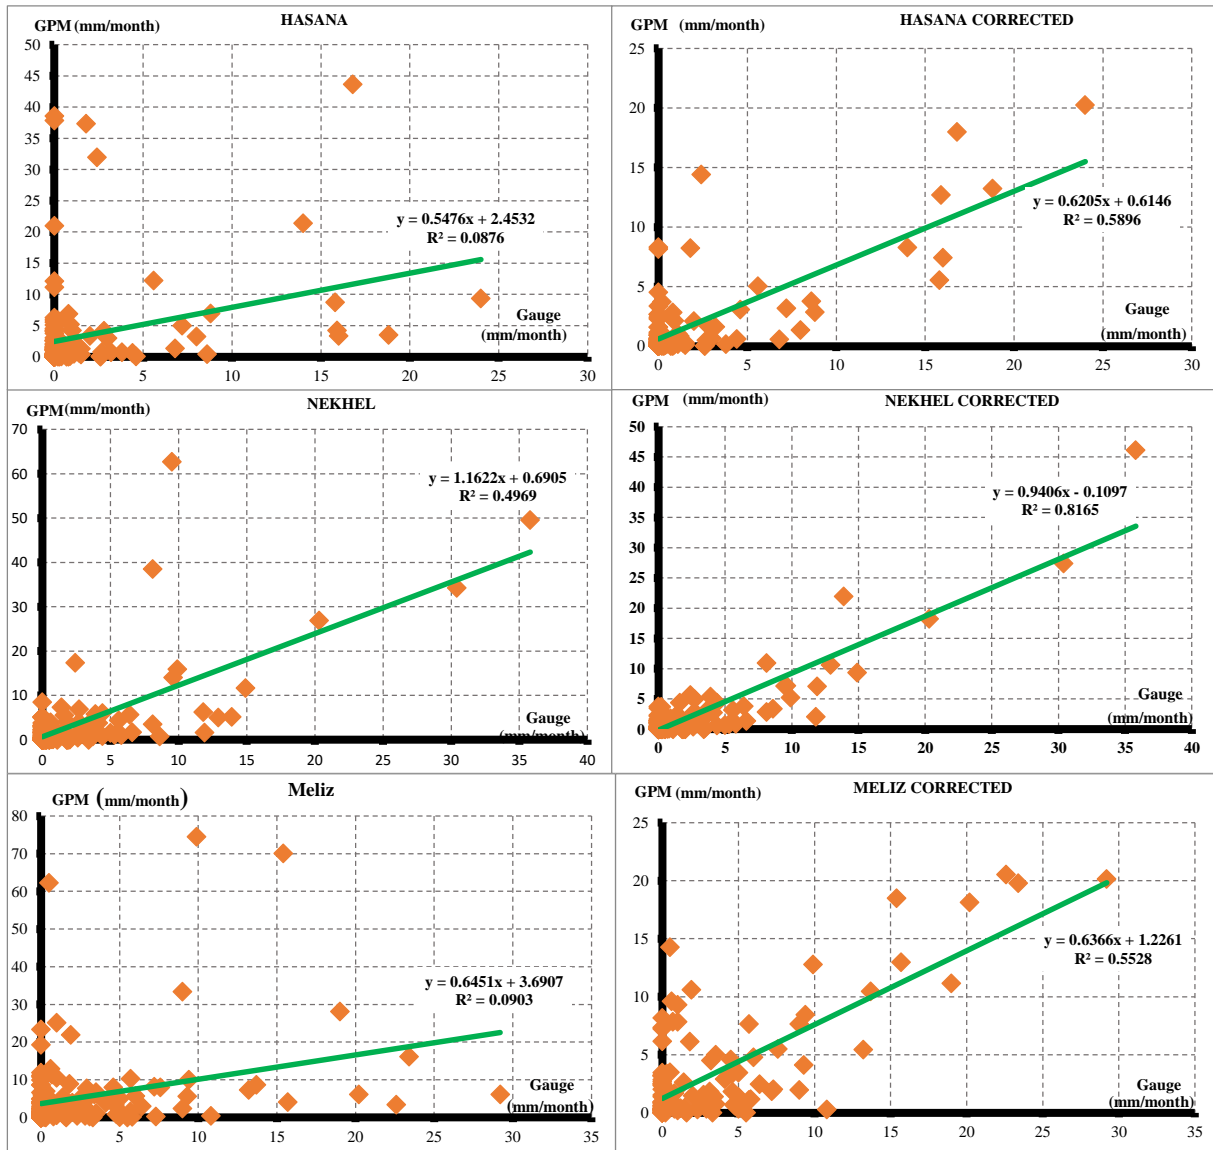 GPM (mm/month)
HASANA
50
45
40
35
30
25
20
15
10
5
0
y = 0.5476x + 2.4532
R² = 0.0876
Gauge
(mm/month)
0 5 10 15 20 25 30
GPM (mm/month)
HASANA CORRECTED
25
20
15
10
5
0
y = 0.6205x + 0.6146
R² = 0.5896
Gauge
(mm/month)
0 5 10 15 20 25 30
GPM (mm/month)
NEKHEL
70
60
50
40
30
20
10
0
y = 1.1622x + 0.6905
R² = 0.4969
Gauge
(mm/month)
0 5 10 15 20 25 30 35 40
GPM (mm/month)
NEKHEL CORRECTED
50
45
40
35
30
25
20
15
10
5
0
y = 0.9406x - 0.1097
R² = 0.8165
Gauge
(mm/month)
0 5 10 15 20 25 30 35 40
GPM (mm/month)
Meliz
80
70
60
50
40
30
20
10
0
y = 0.6451x + 3.6907
R² = 0.0903
Gauge
(mm/month)
0 5 10 15 20 25 30 35
GPM (mm/month)
MELIZ CORRECTED
25
20
15
10
5
0
y = 0.6366x + 1.2261
R² = 0.5528
Gauge
(mm/month)
0 5 10 15 20 25 30 35